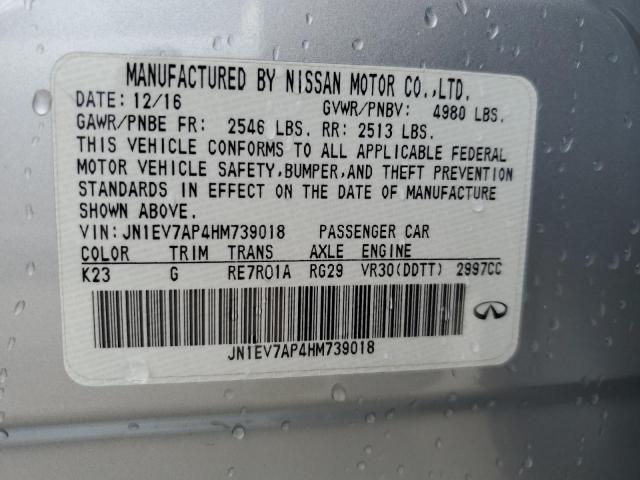 MANUFACTURED BY NISSAN MOTOR CO.,LTD.
DATE: 12/16 GVWR/PNBV: 4980 LBS.
GAWR/PNBE FR: 2546 LBS. RR: 2513 LBS.
THIS VEHICLE CONFORMS TO ALL APPLICABLE FEDERAL
MOTOR VEHICLE SAFETY,BUMPER,AND THEFT PREVENTION
STANDARDS IN EFFECT ON THE DATE OF MANUFACTURE
SHOWN ABOVE.
VIN:JN1EV7AP4HM739018 PASSENGER CAR
COLOR TRIM TRANS AXLE ENGINE
K23 G RE7R01A RG29 VR30(DDTT) 2997CC
JN1EV7AP4HM739018